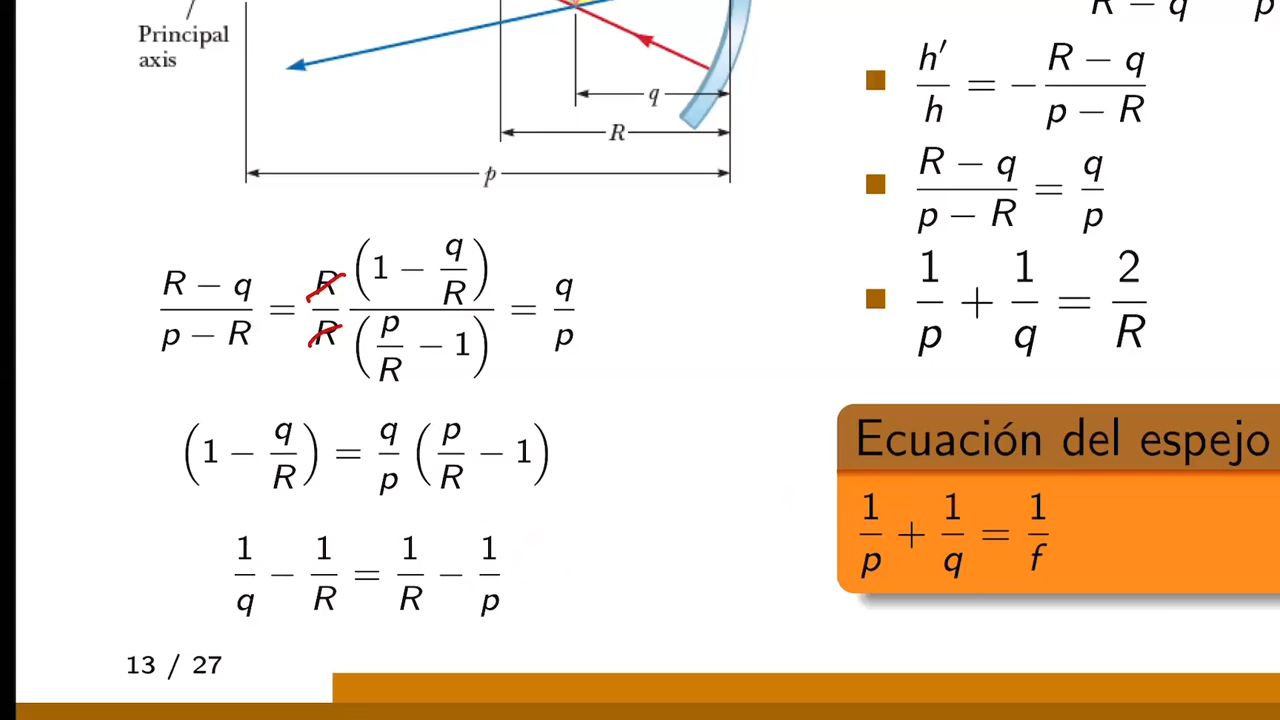 Principal
axis
q
R
p
R − q / p − R = R/R (1 − q/R) / (p/R − 1) = q/p
(1 − q/R) = q/p (p/R − 1)
1/q − 1/R = 1/R − 1/p
13 / 27
R − q p
h′/h = − (R − q)/(p − R)
(R − q)/(p − R) = q/p
1/p + 1/q = 2/R
Ecuación del espejo
1/p + 1/q = 1/f